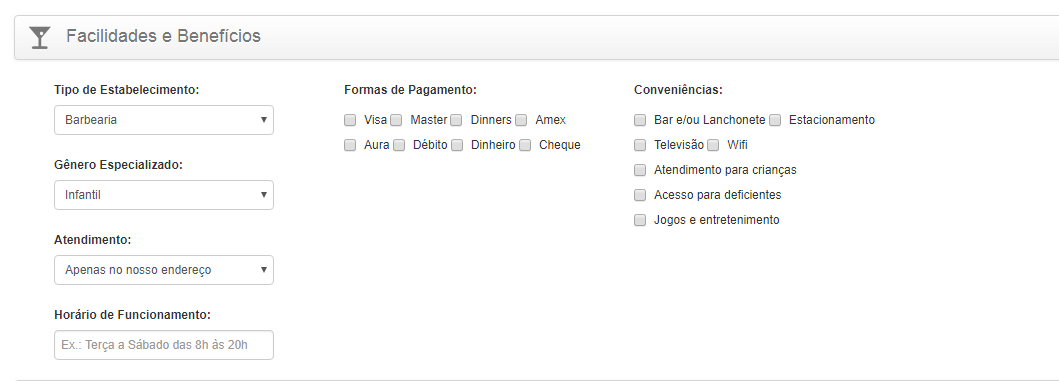 Facilidades e Benefícios
Tipo de Estabelecimento:
Barbearia
Gênero Especializado:
Infantil
Atendimento:
Apenas no nosso endereço
Horário de Funcionamento:
Ex.: Terça a Sábado das 8h às 20h
Formas de Pagamento:
Visa Master Dinners Amex
Aura Débito Dinheiro Cheque
Conveniências:
Bar e/ou Lanchonete Estacionamento
Televisão Wifi
Atendimento para crianças
Acesso para deficientes
Jogos e entretenimento